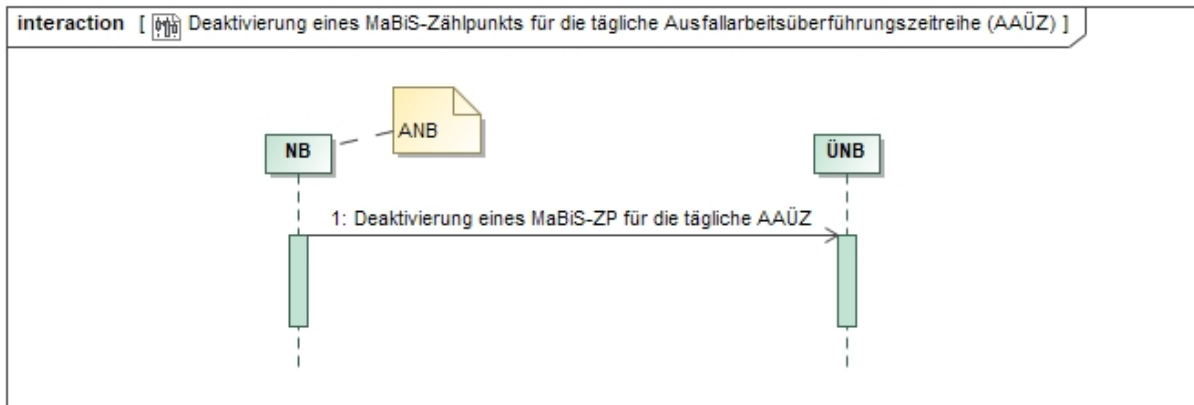 interaction [ Deaktivierung eines MaBiS-Zählpunkts für die tägliche Ausfallarbeitsüberführungszeitreihe (AAÜZ) ]
ANB
NB
ÜNB
1: Deaktivierung eines MaBiS-ZP für die tägliche AAÜZ